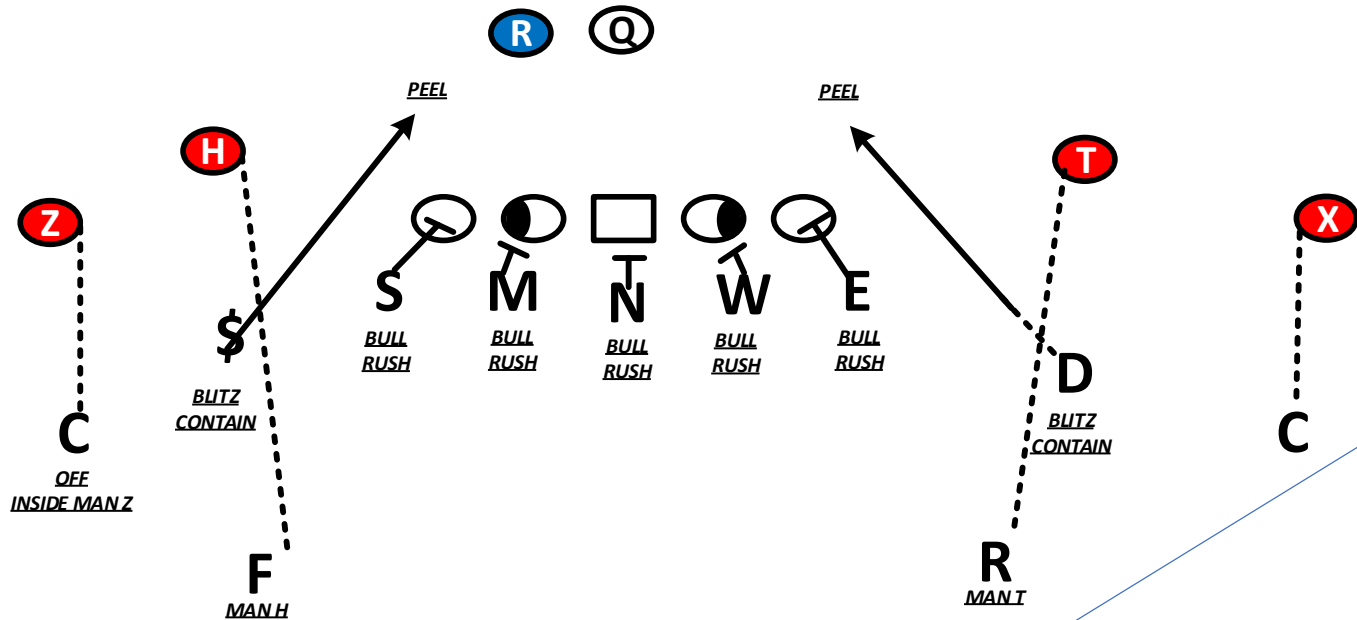 R Q
PEEL PEEL
H T
Z X
S M N W E
$
BULL RUSH BULL RUSH BULL RUSH BULL RUSH BULL RUSH
D
BLITZ CONTAIN BLITZ CONTAIN
C C
OFF
INSIDE MAN Z
F R
MAN H MAN T